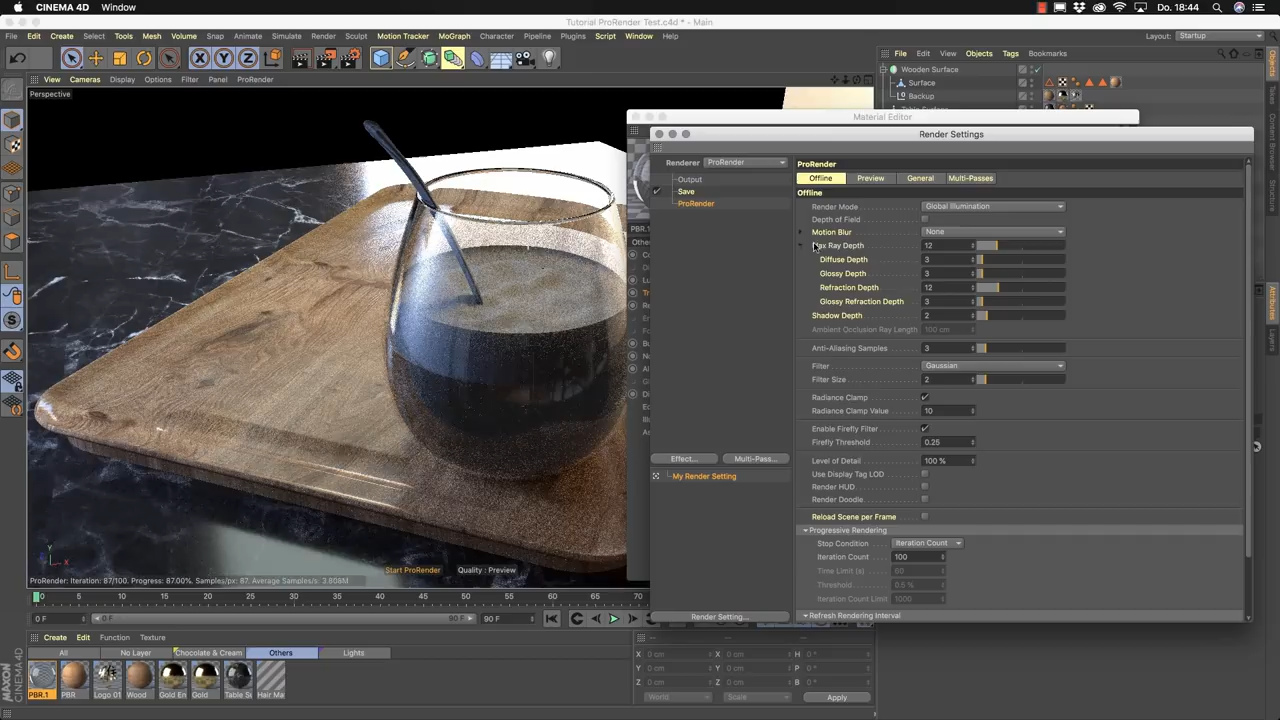 CINEMA 4D Window Do. 18:44
Tutorial ProRender Test.c4d * - Main
File Edit Create Select Tools Mesh Volume Snap Animate Simulate Render Sculpt Motion Tracker MoGraph Character Pipeline Plugins Script Window Help Layout: Startup
File Edit View Objects Tags Bookmarks
X Y Z
View Cameras Display Options Filter Panel ProRender
Perspective
Wooden Surface
Surface
Backup
Material Editor
Render Settings
Renderer ProRender
Output
Save
ProRender
Effect...
Multi-Pass...
My Render Setting
Render Setting...
ProRender
Offline Preview General Multi-Passes
Offline
Render Mode Global Illumination
Depth of Field
Motion Blur None
Max Ray Depth 12
Diffuse Depth 3
Glossy Depth 3
Refraction Depth 12
Glossy Refraction Depth 3
Shadow Depth 2
Ambient Occlusion Ray Length 100 cm
Anti-Aliasing Samples 3
Filter Gaussian
Filter Size 2
Radiance Clamp
Radiance Clamp Value 10
Enable Firefly Filter
Firefly Threshold 0.25
Level of Detail 100 %
Use Display Tag LOD
Render HUD
Render Doodle
Reload Scene per Frame
Progressive Rendering
Stop Condition Iteration Count
Iteration Count 100
Time Limit (s) 60
Threshold 0.5 %
Iteration Count Limit 1000
Refresh Rendering Interval
Objects
Takes
Content Browser
Structure
Attributes
Layers
PBR.1
Start ProRender Quality : Preview
ProRender: Iteration: 87/100. Progress: 87.00%. Samples/px: 87. Average Samples/s: 3.808M
0 5 10 15 20 25 30 35 40 45 50 55 60 65 70
0 F 0 F 90 F 90 F
Create Edit Function Texture
All No Layer Chocolate & Cream Others Lights
PBR.1 PBR Logo 01 Wood Gold En Gold Table S Hair Ma
X 0 cm X 0 cm H 0 °
Y 0 cm Y 0 cm P 0 °
Z 0 cm Z 0 cm B 0 °
World Scale Apply
MAXON CINEMA 4D